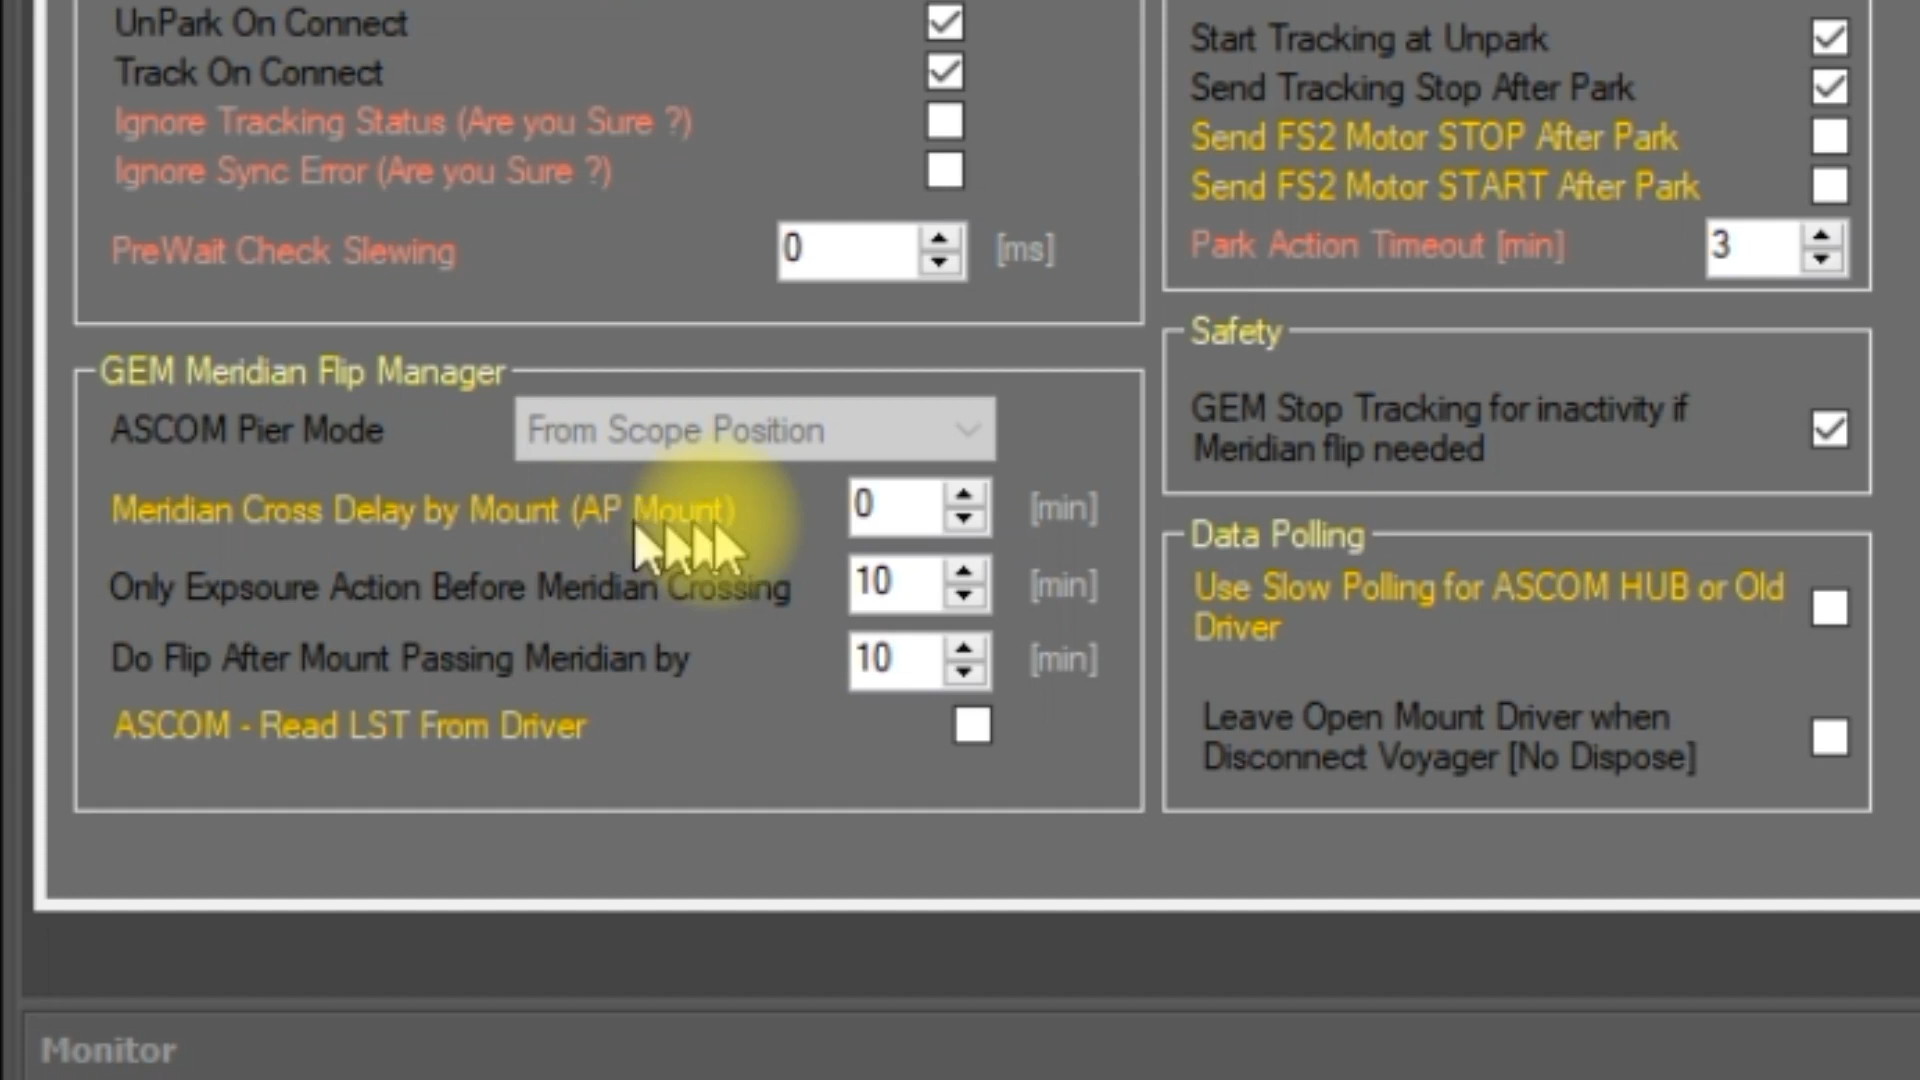 UnPark On Connect
Track On Connect
Ignore Tracking Status (Are you Sure ?)
Ignore Sync Error (Are you Sure ?)
PreWait Check Slewing 0 [ms]
GEM Meridian Flip Manager
ASCOM Pier Mode From Scope Position
Meridian Cross Delay by Mount (AP Mount) 0 [min]
Only Expsoure Action Before Meridian Crossing 10 [min]
Do Flip After Mount Passing Meridian by 10 [min]
ASCOM - Read LST From Driver
Start Tracking at Unpark
Send Tracking Stop After Park
Send FS2 Motor STOP After Park
Send FS2 Motor START After Park
Park Action Timeout [min] 3
Safety
GEM Stop Tracking for inactivity if
Meridian flip needed
Data Polling
Use Slow Polling for ASCOM HUB or Old
Driver
Leave Open Mount Driver when
Disconnect Voyager [No Dispose]
Monitor